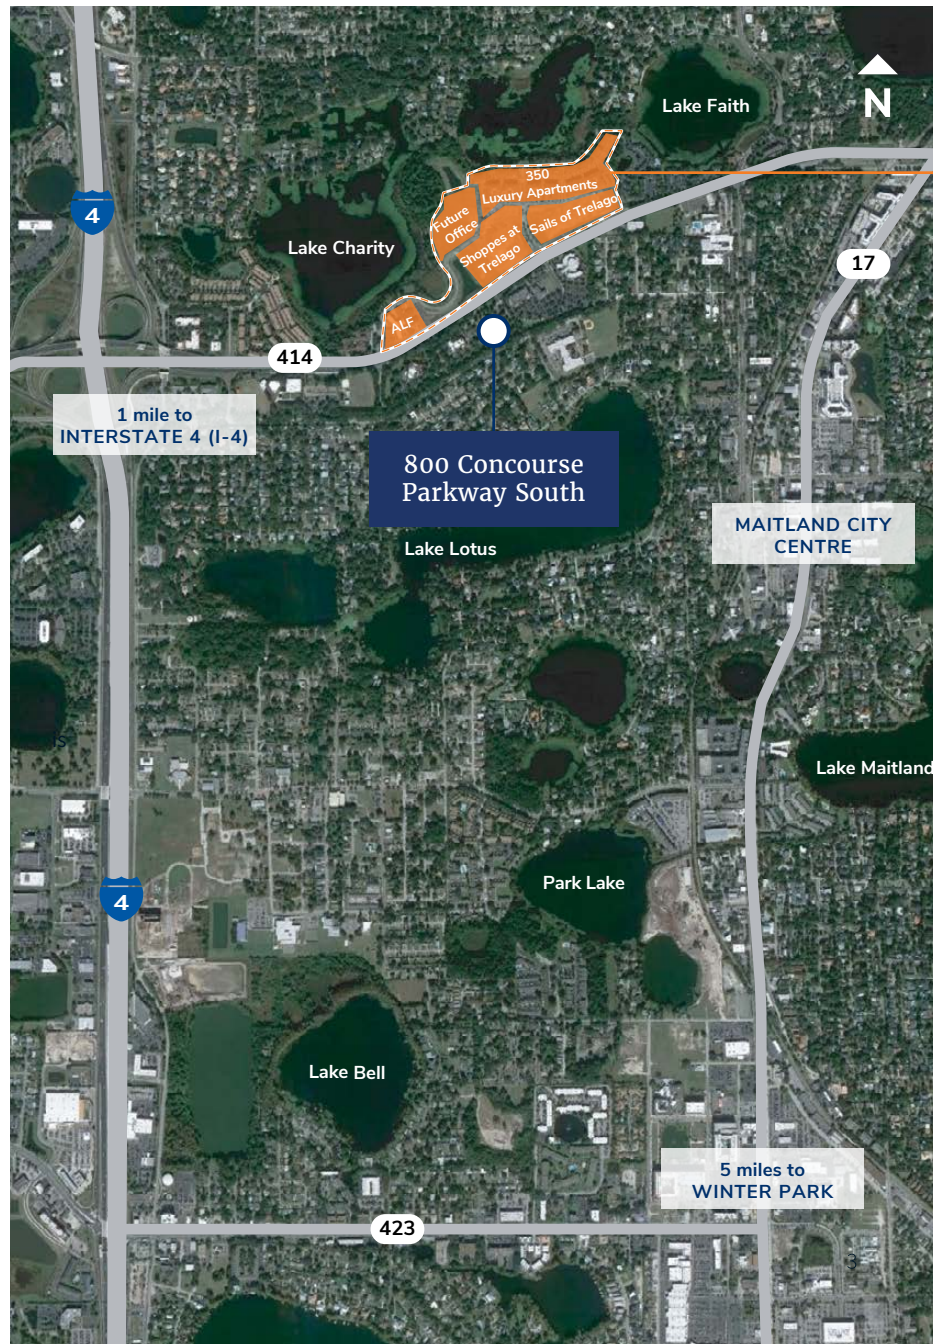 Lake Faith
N
350
Luxury Apartments
Future
Office
Sails of Trelago
Shoppes at
Trelago
4
Lake Charity
17
ALF
414
1 mile to
INTERSTATE 4 (I-4)
800 Concourse
Parkway South
MAITLAND CITY
CENTRE
Lake Lotus
Is
Lake Maitland
Park Lake
4
Lake Bell
5 miles to
WINTER PARK
423
3